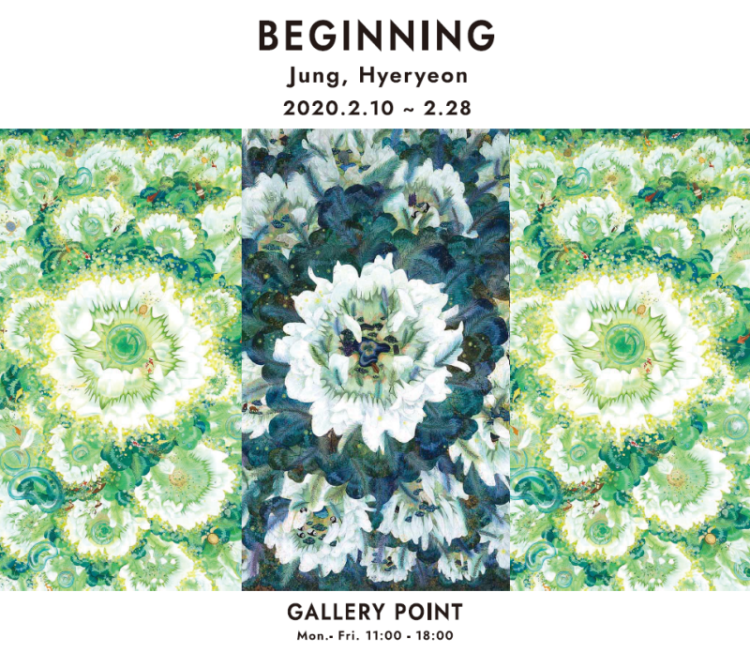 BEGINNING
Jung, Hyeryeon
2020.2.10 ~ 2.28
GALLERY POINT
Mon.- Fri. 11:00 - 18:00